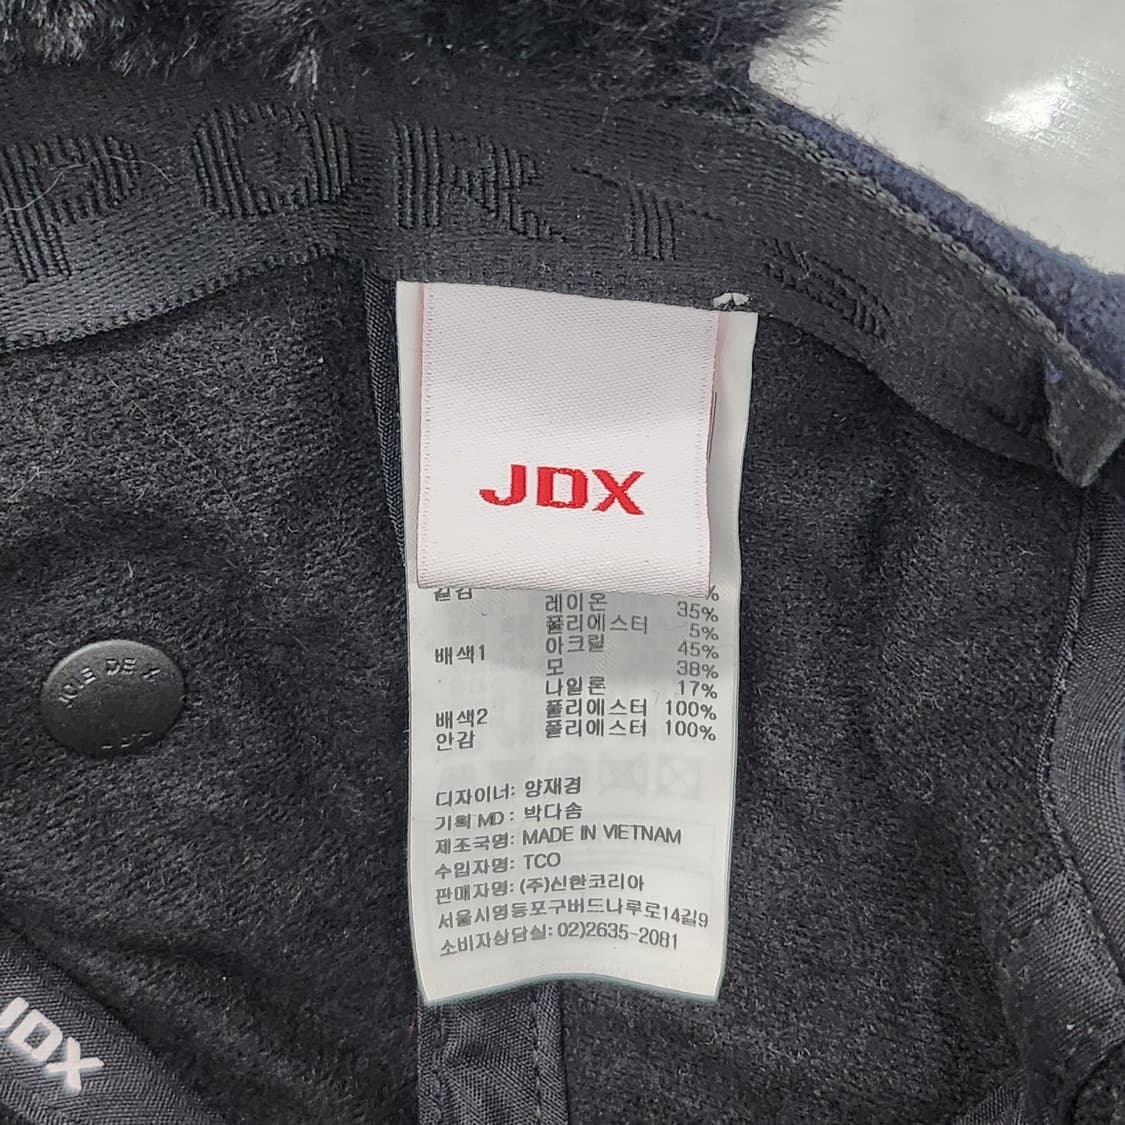 PORT
JDX
겉감
%
레이온 35%
폴리에스터 5%
배색1 아크릴 45%
모 38%
나일론 17%
배색2 폴리에스터 100%
안감 폴리에스터 100%
디자이너: 양재경
기획 MD : 박다솜
제조국명: MADE IN VIETNAM
수입자명: TCO
판매자명: (주)신한코리아
서울시영등포구버드나루로14길9
소비자상담실: 02)2635-2081
DE
JDX